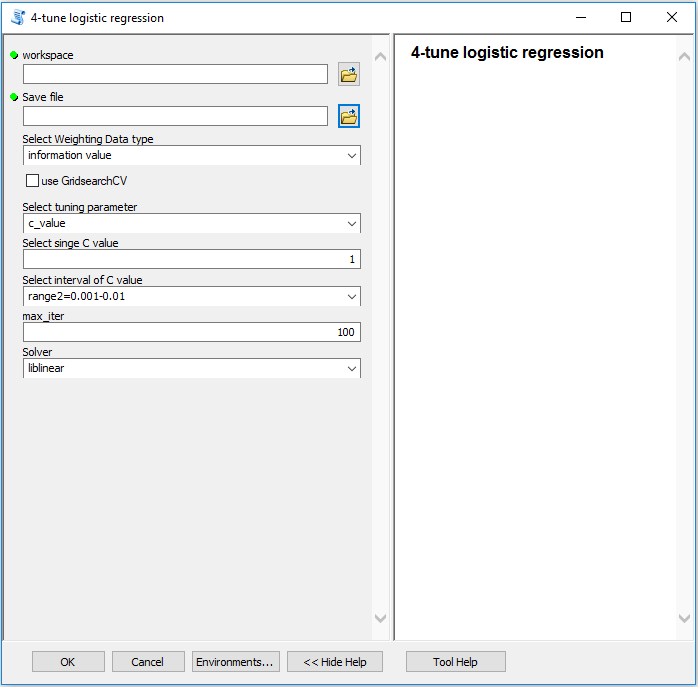 4-tune logistic regression
workspace
Save file
Select Weighting Data type
information value
use GridsearchCV
Select tuning parameter
c_value
Select singe C value
1
Select interval of C value
range2=0.001-0.01
max_iter
100
Solver
liblinear
4-tune logistic regression
OK
Cancel
Environments...
<< Hide Help
Tool Help